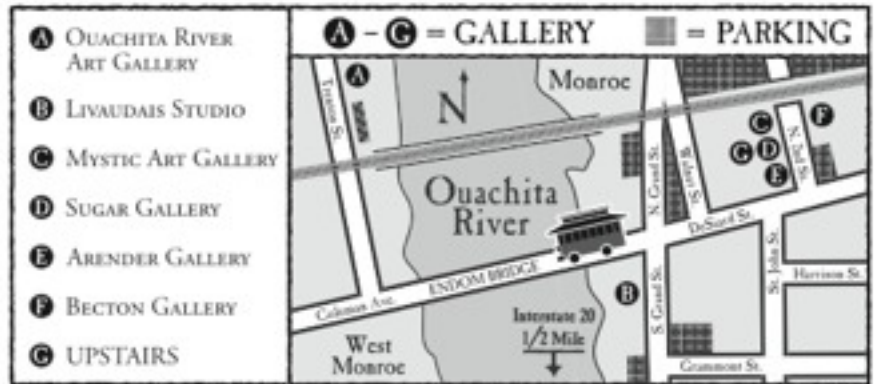 A OUACHITA RIVER
ART GALLERY
B LIVAUDAIS STUDIO
C MYSTIC ART GALLERY
D SUGAR GALLERY
E ARENDER GALLERY
F BECTON GALLERY
G UPSTAIRS
A - G = GALLERY = PARKING
A
Trenton St.
N
Monroe
N. Grand St.
Walnut St.
C
G D
E
N. 2nd St.
F
Ouachita
River
DeSiard St.
ENDOM BRIDGE
Coleman Ave.
B
S. Grand St.
St. John St.
Harrison St.
Interstate 20
1/2 Mile
West
Monroe
Grammont St.